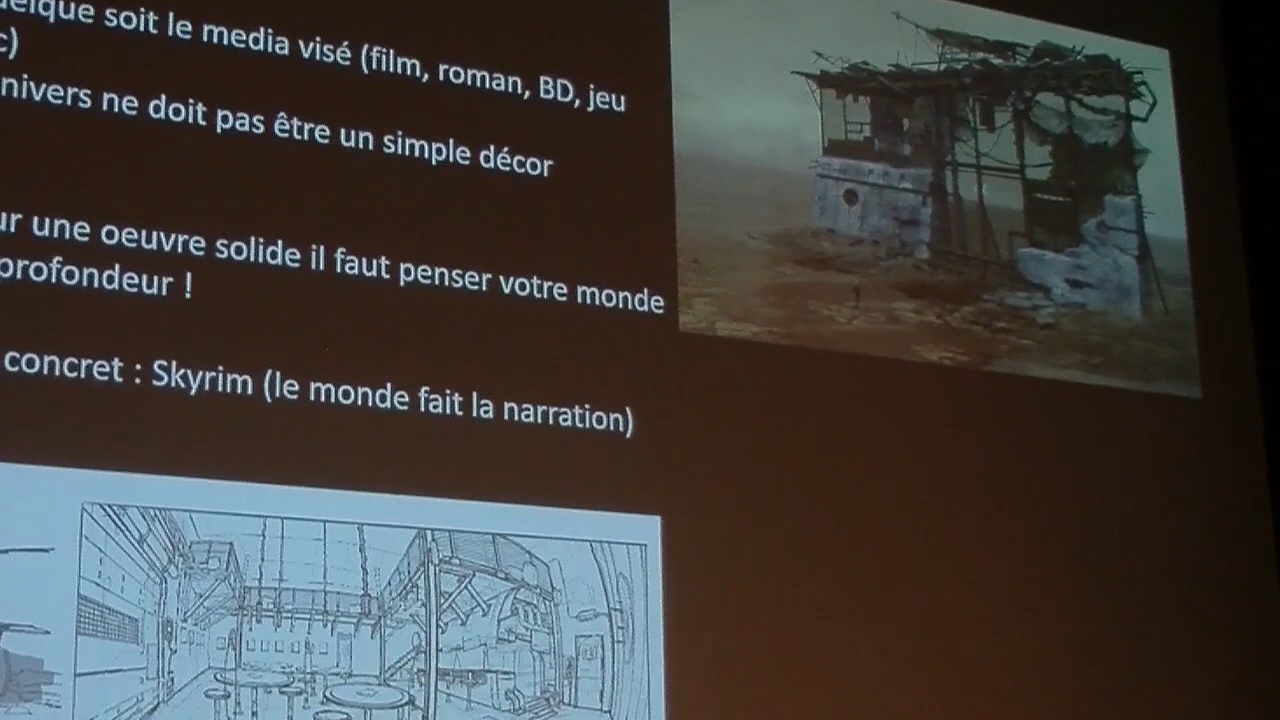 soit le media visé (film, roman, BD, jeu
c)
nivers ne doit pas être un simple décor
ur une oeuvre solide il faut penser votre monde
profondeur !
concret : Skyrim (le monde fait la narration)